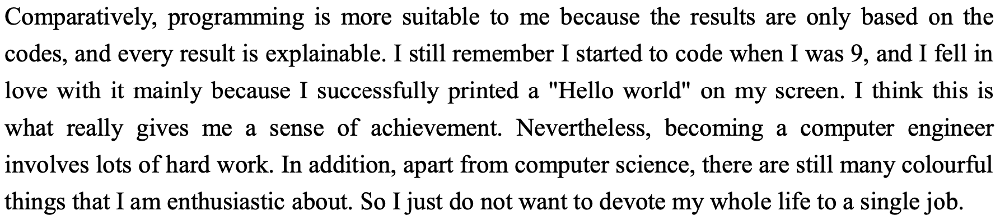 Comparatively, programming is more suitable to me because the results are only based on the
codes, and every result is explainable. I still remember I started to code when I was 9, and I fell in
love with it mainly because I successfully printed a "Hello world" on my screen. I think this is
what really gives me a sense of achievement. Nevertheless, becoming a computer engineer
involves lots of hard work. In addition, apart from computer science, there are still many colourful
things that I am enthusiastic about. So I just do not want to devote my whole life to a single job.